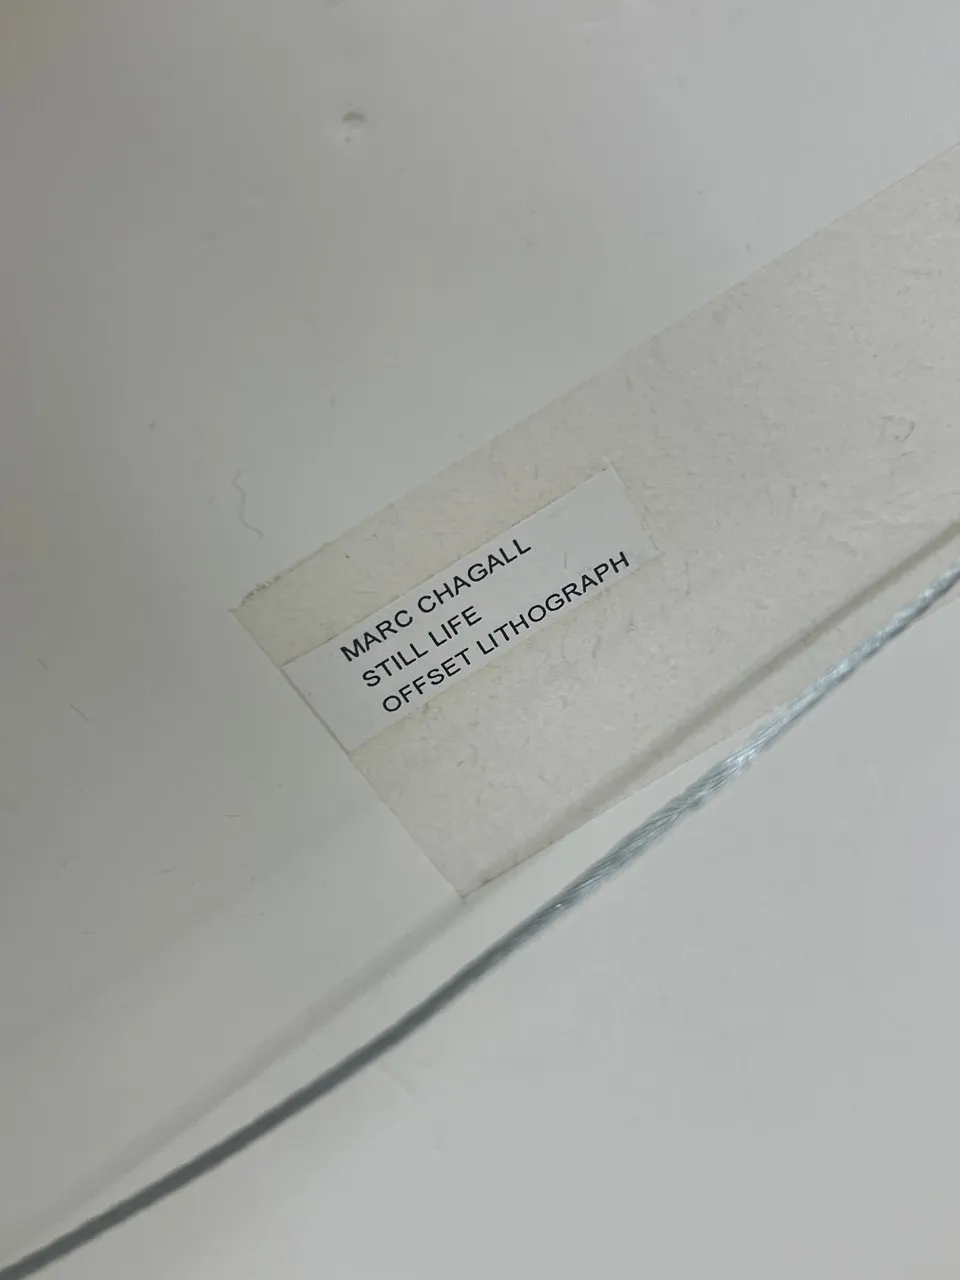 MARC CHAGALL
STILL LIFE
OFFSET LITHOGRAPH